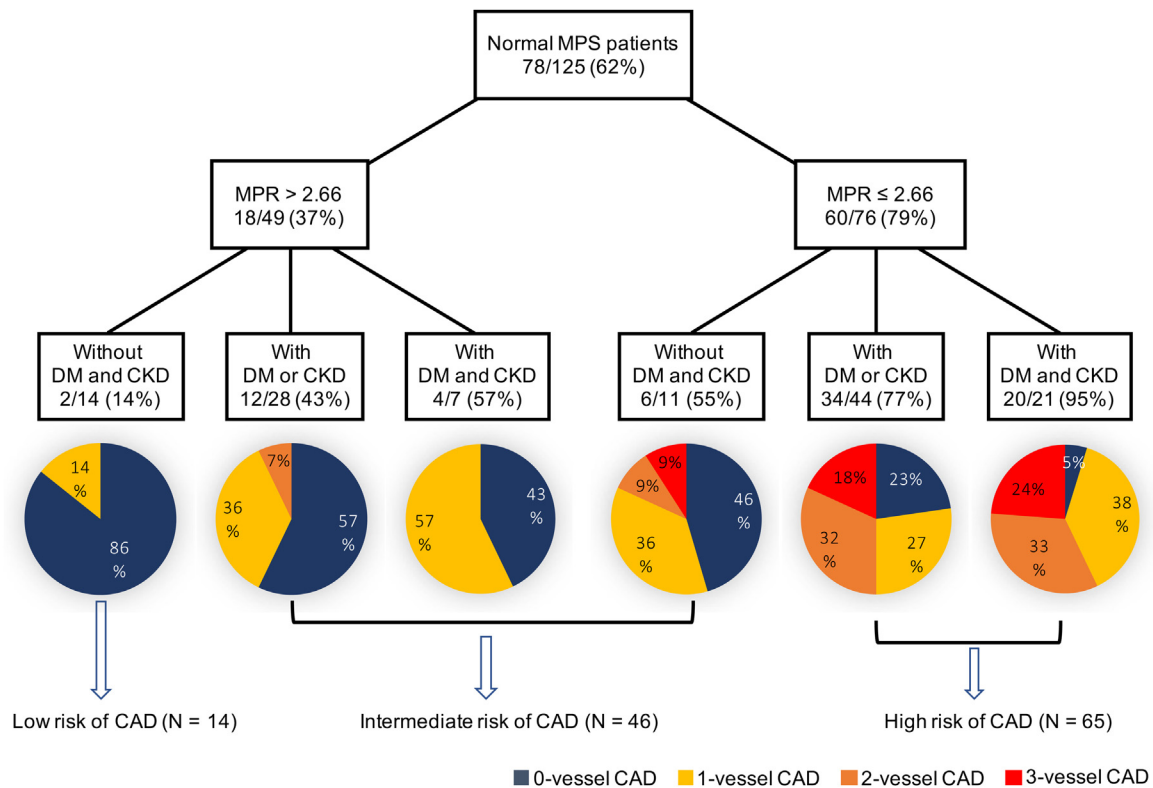 Normal MPS patients
78/125 (62%)
MPR > 2.66
18/49 (37%)
MPR ≤ 2.66
60/76 (79%)
Without
DM and CKD
2/14 (14%)
With
DM or CKD
12/28 (43%)
With
DM and CKD
4/7 (57%)
Without
DM and CKD
6/11 (55%)
With
DM or CKD
34/44 (77%)
With
DM and CKD
20/21 (95%)
14
%
86
%
7%
36
%
57
%
57
%
43
%
9%
9%
46
%
36
%
18%
23%
32
%
27
%
5%
24%
38
%
33
%
Low risk of CAD (N = 14)
Intermediate risk of CAD (N = 46)
High risk of CAD (N = 65)
0-vessel CAD
1-vessel CAD
2-vessel CAD
3-vessel CAD